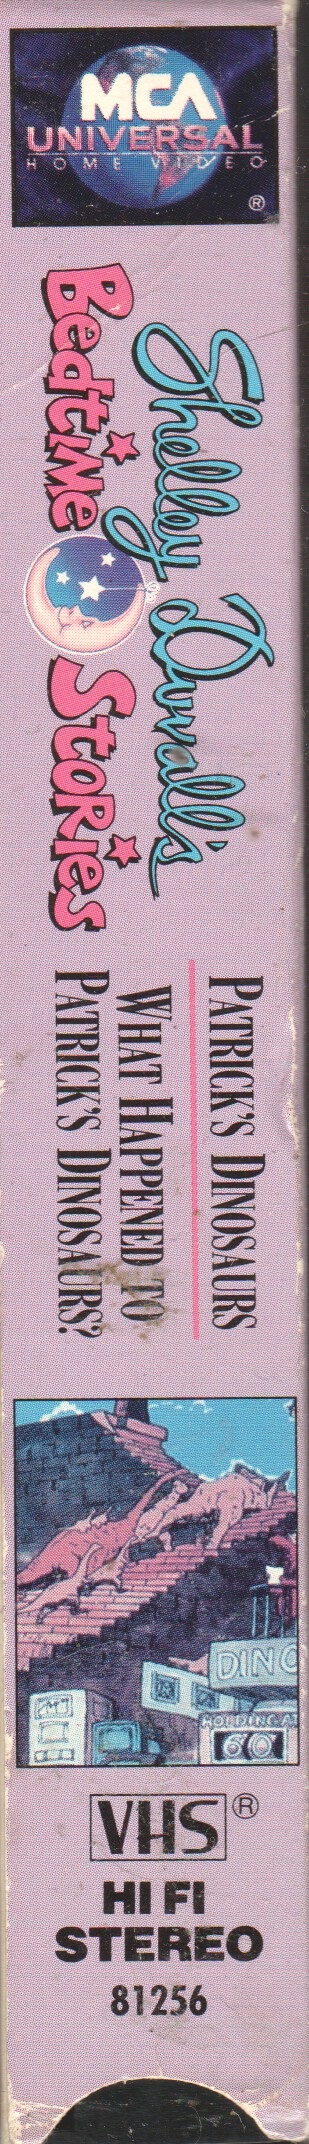 MCA
UNIVERSAL
HOME VIDEO
®
Shelley Duvall's
Bedtime Stories
PATRICK'S DINOSAURS
WHAT HAPPENED TO
PATRICK'S DINOSAURS?
DINO
HOLDING AT
60
VHS®
HI FI
STEREO
81256